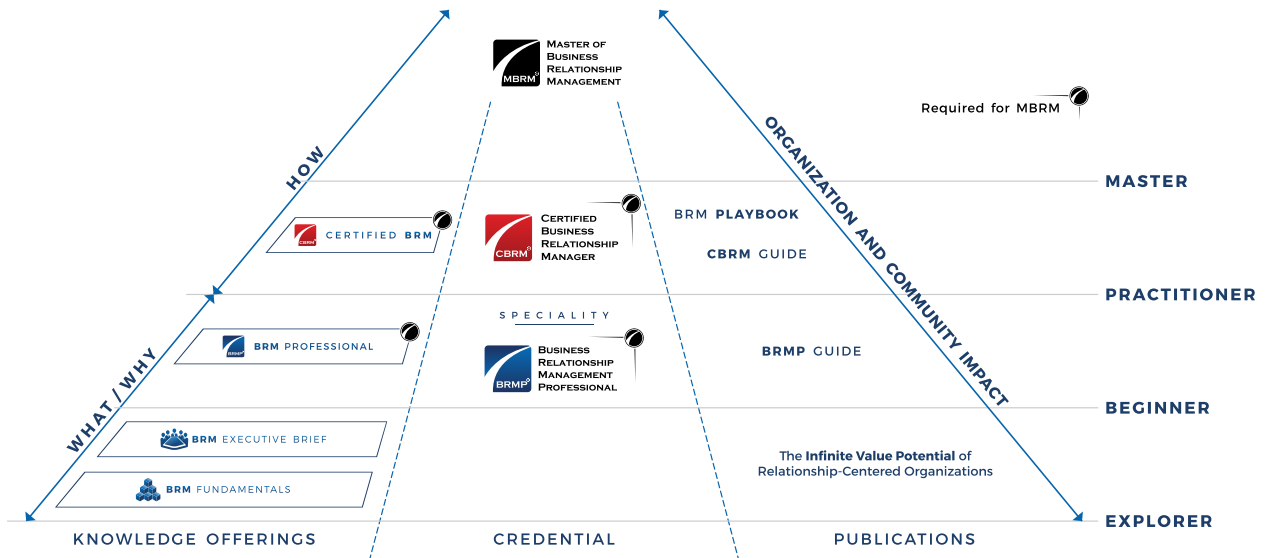 MBRM®
MASTER OF
BUSINESS
RELATIONSHIP
MANAGEMENT
Required for MBRM
HOW
ORGANIZATION AND COMMUNITY IMPACT
MASTER
CBRM®
CERTIFIED BRM
CBRM®
CERTIFIED
BUSINESS
RELATIONSHIP
MANAGER
BRM PLAYBOOK
CBRM GUIDE
PRACTITIONER
SPECIALITY
WHAT / WHY
BRMP®
BRM PROFESSIONAL
BRMP®
BUSINESS
RELATIONSHIP
MANAGEMENT
PROFESSIONAL
BRMP GUIDE
BEGINNER
BRM EXECUTIVE BRIEF
The Infinite Value Potential of
Relationship-Centered Organizations
BRM FUNDAMENTALS
EXPLORER
KNOWLEDGE OFFERINGS
CREDENTIAL
PUBLICATIONS